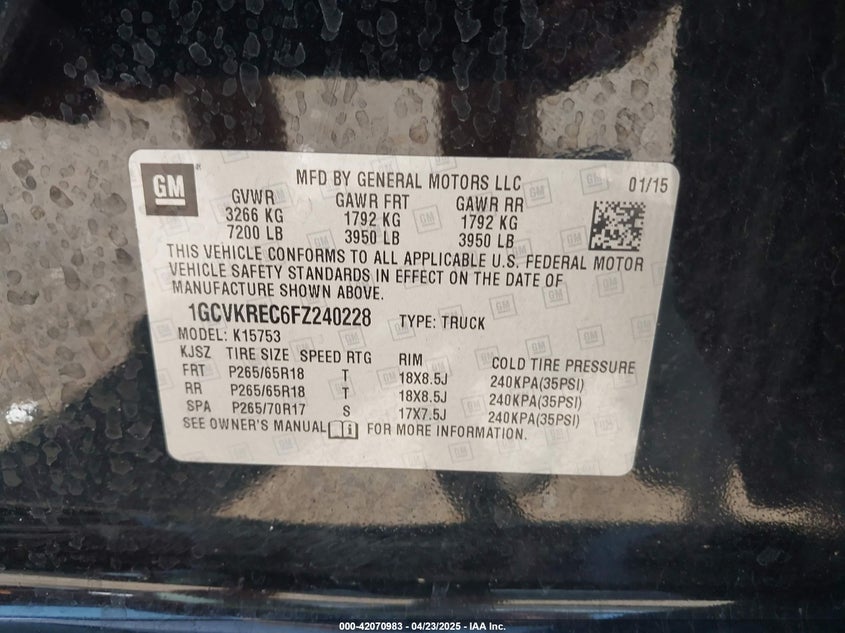 GM
MFD BY GENERAL MOTORS LLC 01/15
GVWR GAWR FRT GAWR RR
3266 KG 1792 KG 1792 KG
7200 LB 3950 LB 3950 LB
THIS VEHICLE CONFORMS TO ALL APPLICABLE U.S. FEDERAL MOTOR
VEHICLE SAFETY STANDARDS IN EFFECT ON THE DATE OF
MANUFACTURE SHOWN ABOVE.
1GCVKREC6FZ240228 TYPE: TRUCK
MODEL: K15753
KJSZ TIRE SIZE SPEED RTG RIM COLD TIRE PRESSURE
FRT P265/65R18 T 18X8.5J 240KPA(35PSI)
RR P265/65R18 T 18X8.5J 240KPA(35PSI)
SPA P265/70R17 S 17X7.5J 240KPA(35PSI)
SEE OWNER'S MANUAL FOR MORE INFORMATION.
000-42070983 - 04/23/2025 - IAA Inc.